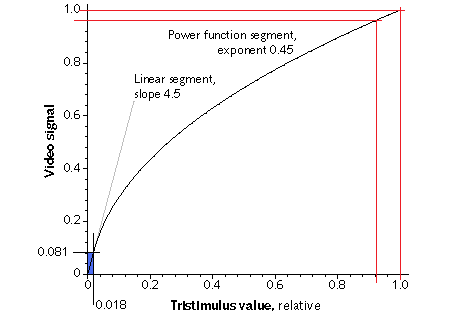 1.0
Power function segment,
exponent 0.45
0.8
Linear segment,
slope 4.5
0.6
Video signal
0.4
0.2
0.081
0
0 0.2 0.4 0.6 0.8 1.0
0.018
Tristimulus value, relative